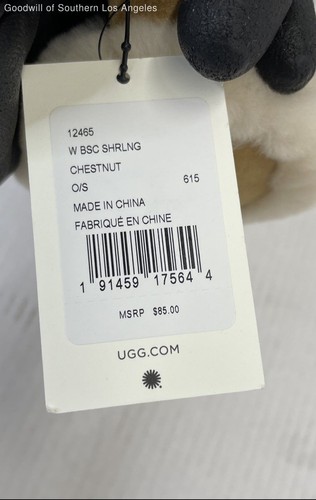 Goodwill of Southern Los Angeles
12465
W BSC SHRLNG
CHESTNUT
O/S 615
MADE IN CHINA
FABRIQUÉ EN CHINE
1 91459 17564 4
MSRP $85.00
UGG.COM